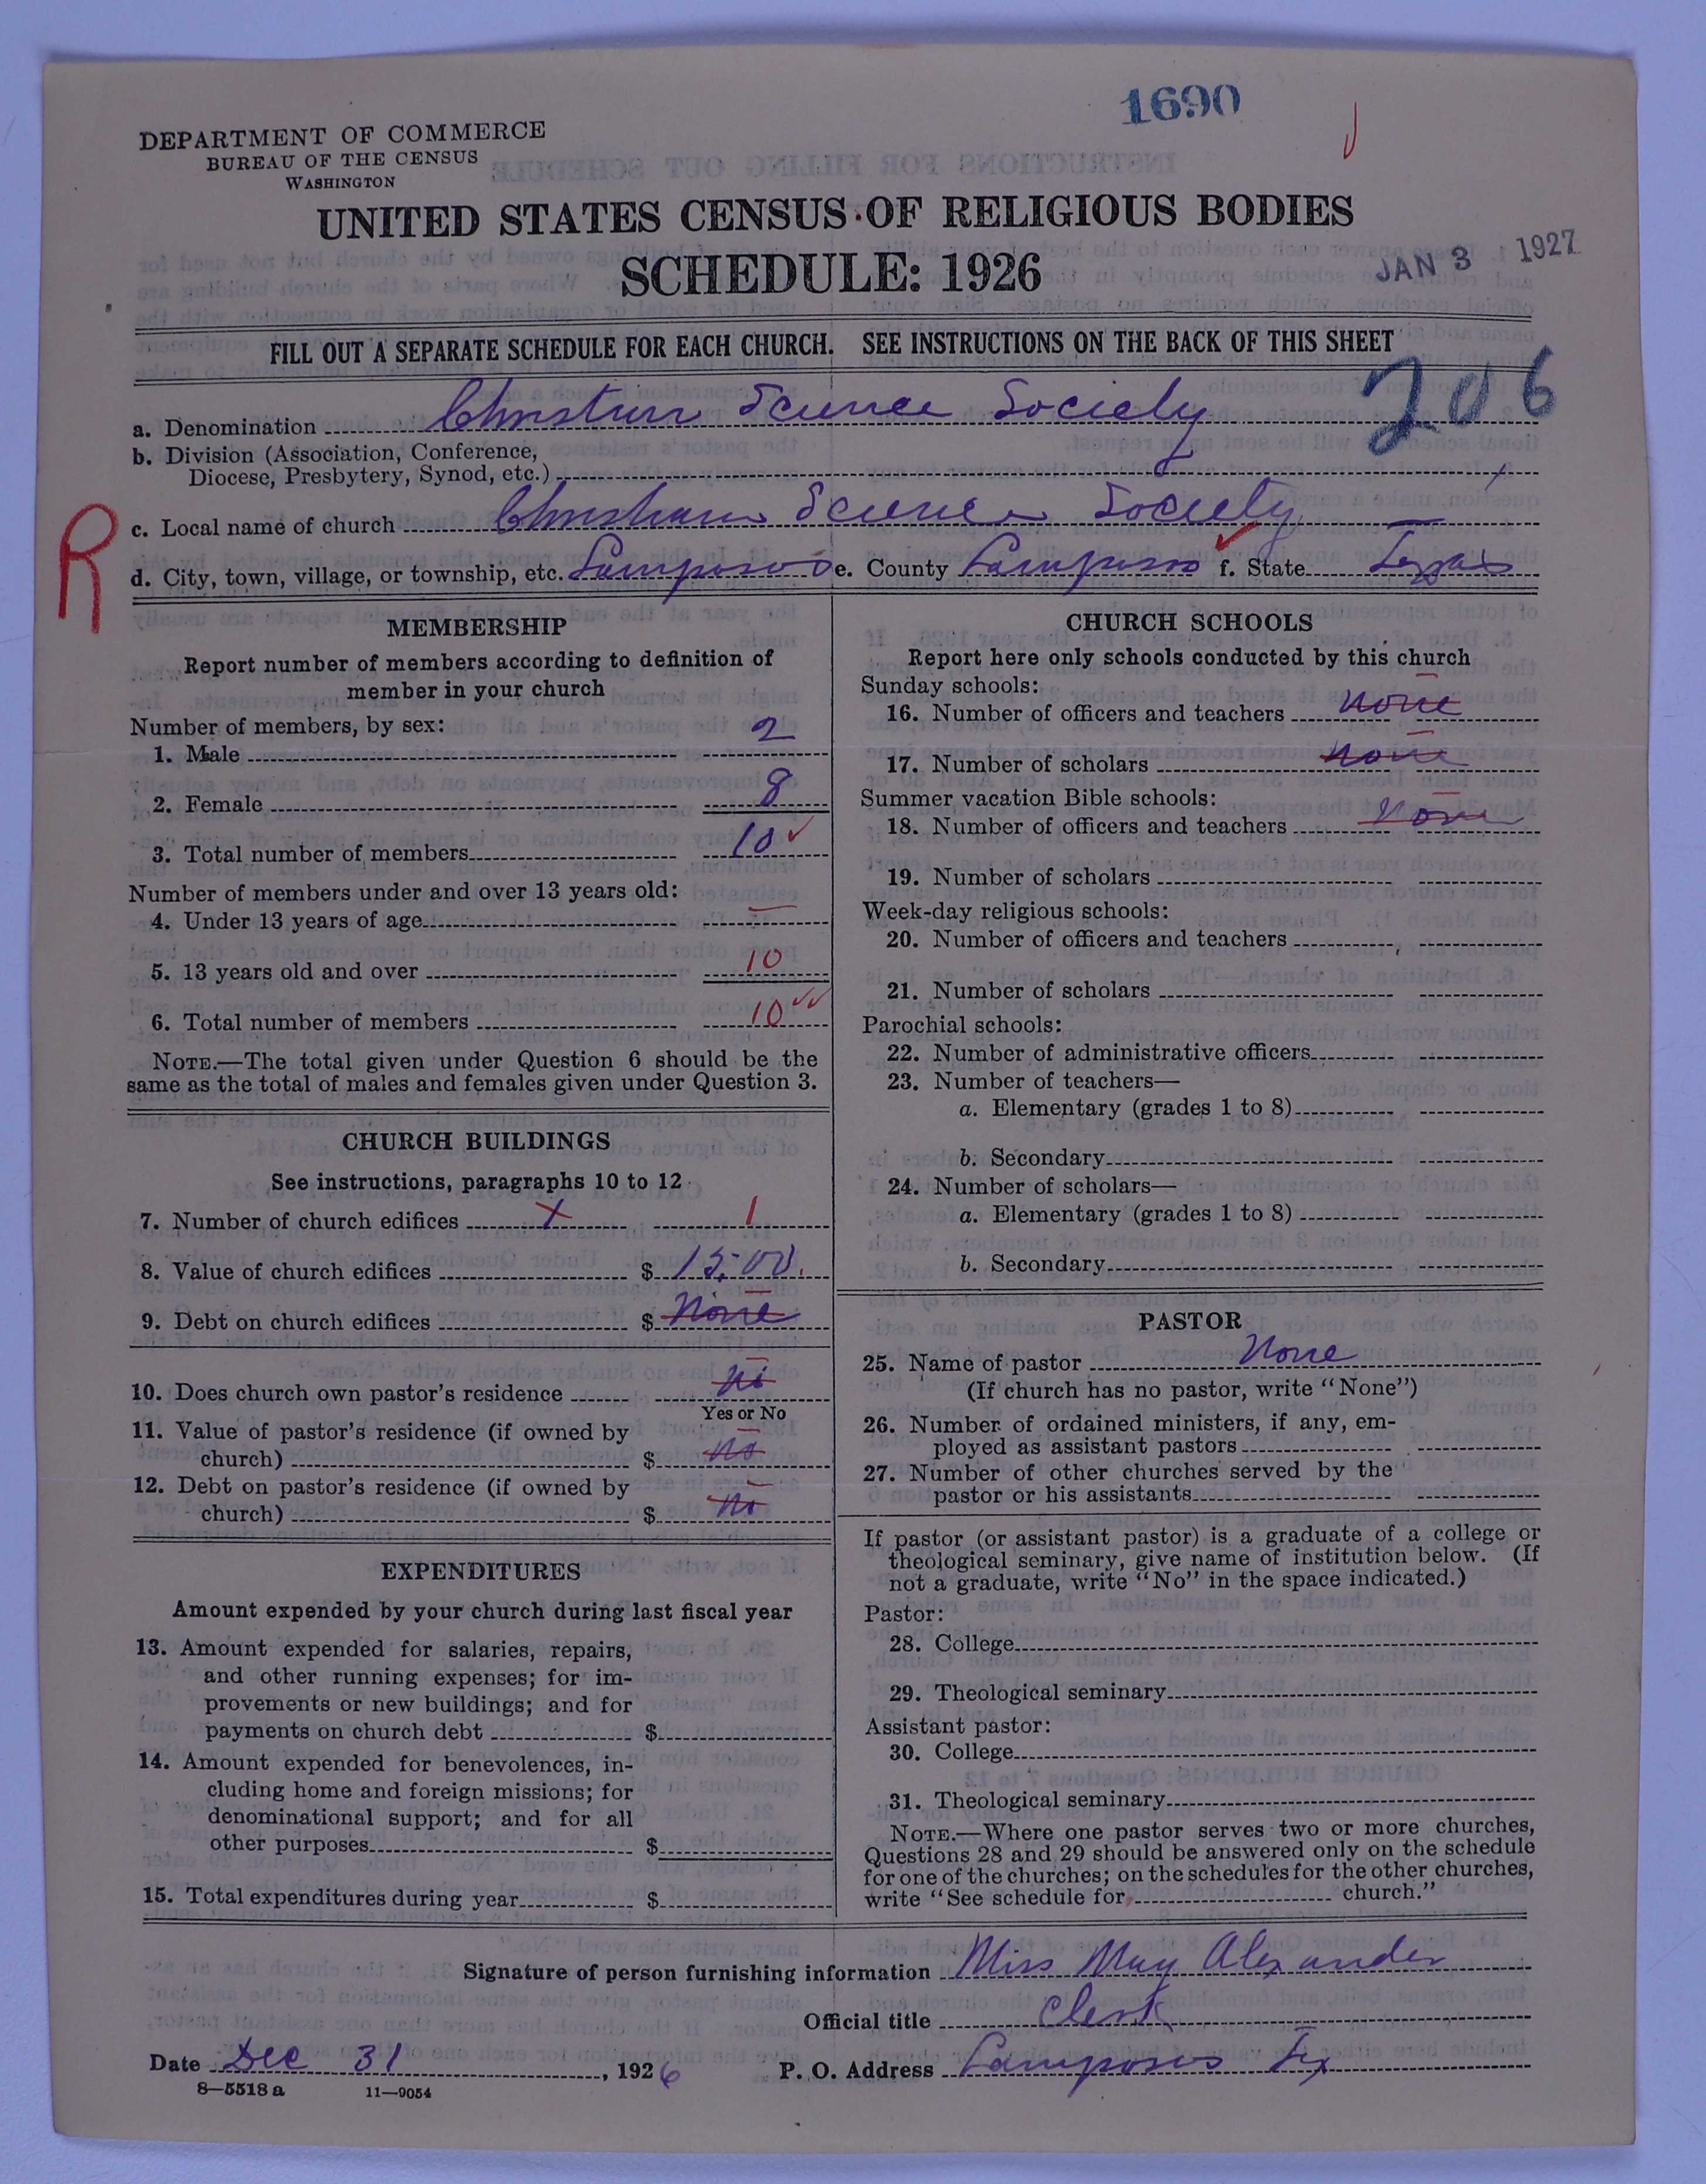 1690
DEPARTMENT OF COMMERCE
BUREAU OF THE CENSUS
WASHINGTON
UNITED STATES CENSUS OF RELIGIOUS BODIES
SCHEDULE: 1926
JAN 3 1927
FILL OUT A SEPARATE SCHEDULE FOR EACH CHURCH. SEE INSTRUCTIONS ON THE BACK OF THIS SHEET
206
a. Denomination Christian Science Society
b. Division (Association, Conference,
Diocese, Presbytery, Synod, etc.)
R
c. Local name of church Christian Science Society
d. City, town, village, or township, etc. Lampasas e. County Lampasas f. State Texas
MEMBERSHIP
Report number of members according to definition of
member in your church
Number of members, by sex:
1. Male 2
2. Female 8
3. Total number of members 10
Number of members under and over 13 years old:
4. Under 13 years of age —
5. 13 years old and over 10
6. Total number of members 10
NOTE.—The total given under Question 6 should be the
same as the total of males and females given under Question 3.
CHURCH BUILDINGS
See instructions, paragraphs 10 to 12
7. Number of church edifices X 1
8. Value of church edifices $ 1500.
9. Debt on church edifices $ None
10. Does church own pastor's residence No
Yes or No
11. Value of pastor's residence (if owned by
church) $ No
12. Debt on pastor's residence (if owned by
church) $ No
EXPENDITURES
Amount expended by your church during last fiscal year
13. Amount expended for salaries, repairs,
and other running expenses; for im-
provements or new buildings; and for
payments on church debt $
14. Amount expended for benevolences, in-
cluding home and foreign missions; for
denominational support; and for all
other purposes $
15. Total expenditures during year $
CHURCH SCHOOLS
Report here only schools conducted by this church
Sunday schools:
16. Number of officers and teachers None
17. Number of scholars None
Summer vacation Bible schools:
18. Number of officers and teachers None
19. Number of scholars
Week-day religious schools:
20. Number of officers and teachers
21. Number of scholars
Parochial schools:
22. Number of administrative officers
23. Number of teachers—
a. Elementary (grades 1 to 8)
b. Secondary
24. Number of scholars—
a. Elementary (grades 1 to 8)
b. Secondary
PASTOR
25. Name of pastor None
(If church has no pastor, write "None")
26. Number of ordained ministers, if any, em-
ployed as assistant pastors
27. Number of other churches served by the
pastor or his assistants
If pastor (or assistant pastor) is a graduate of a college or
theological seminary, give name of institution below. (If
not a graduate, write "No" in the space indicated.)
Pastor:
28. College
29. Theological seminary
Assistant pastor:
30. College
31. Theological seminary
NOTE.—Where one pastor serves two or more churches,
Questions 28 and 29 should be answered only on the schedule
for one of the churches; on the schedules for the other churches,
write "See schedule for church."
Signature of person furnishing information Miss May Alexander
Official title Clerk
Date Dec 31, 1926 P. O. Address Lampasas Tex
8—5518 a 11—9054